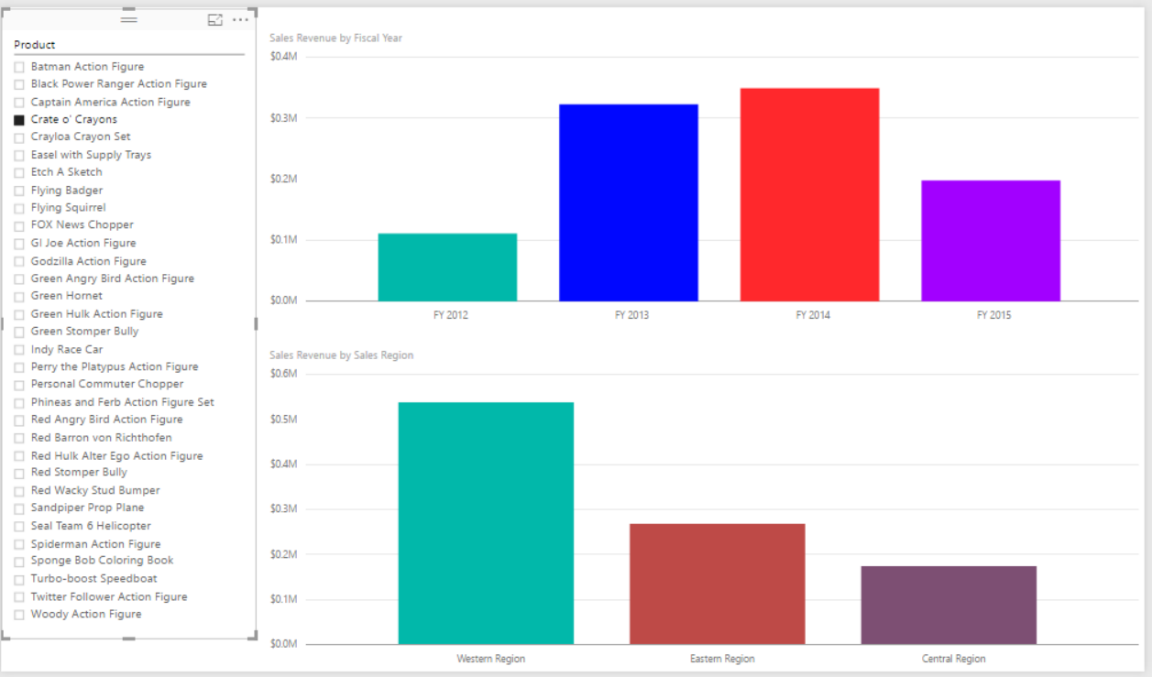 Product
Batman Action Figure
Black Power Ranger Action Figure
Captain America Action Figure
Crate o' Crayons
Crayloa Crayon Set
Easel with Supply Trays
Etch A Sketch
Flying Badger
Flying Squirrel
FOX News Chopper
GI Joe Action Figure
Godzilla Action Figure
Green Angry Bird Action Figure
Green Hornet
Green Hulk Action Figure
Green Stomper Bully
Indy Race Car
Perry the Platypus Action Figure
Personal Commuter Chopper
Phineas and Ferb Action Figure Set
Red Angry Bird Action Figure
Red Barron von Richthofen
Red Hulk Alter Ego Action Figure
Red Stomper Bully
Red Wacky Stud Bumper
Sandpiper Prop Plane
Seal Team 6 Helicopter
Spiderman Action Figure
Sponge Bob Coloring Book
Turbo-boost Speedboat
Twitter Follower Action Figure
Woody Action Figure
Sales Revenue by Fiscal Year
$0.4M
$0.3M
$0.2M
$0.1M
$0.0M
FY 2012 FY 2013 FY 2014 FY 2015
Sales Revenue by Sales Region
$0.6M
$0.5M
$0.4M
$0.3M
$0.2M
$0.1M
$0.0M
Western Region Eastern Region Central Region